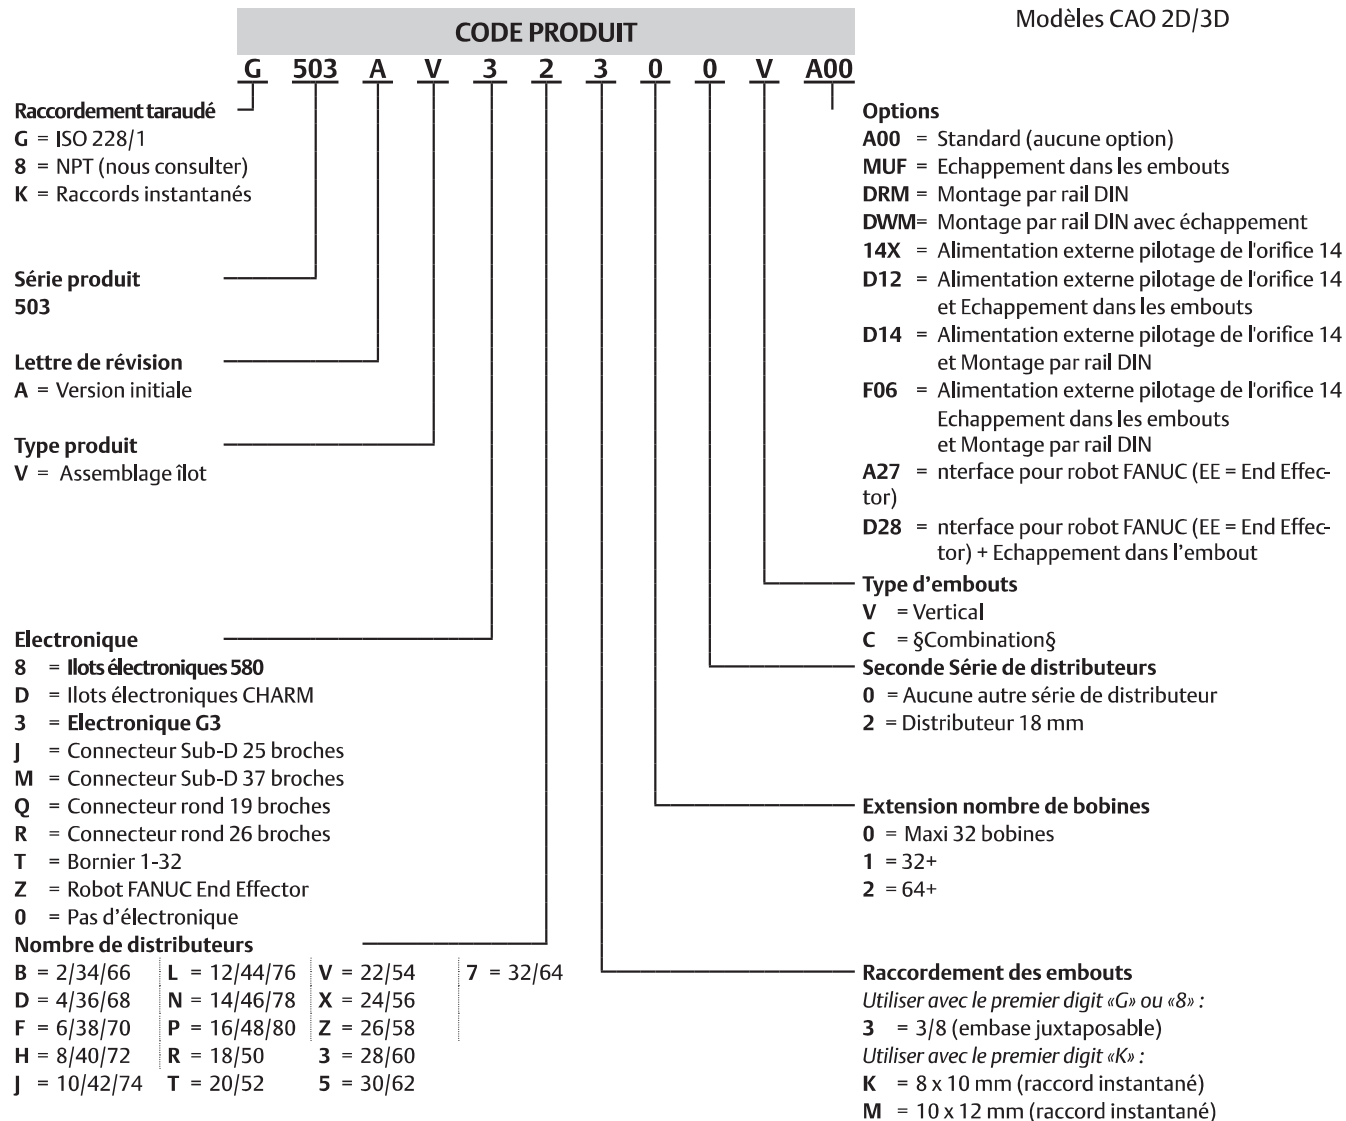 Modèles CAO 2D/3D
CODE PRODUIT
G 503 A V 3 2 3 0 0 V A00
Raccordement taraudé
G = ISO 228/1
8 = NPT (nous consulter)
K = Raccords instantanés
Série produit
503
Lettre de révision
A = Version initiale
Type produit
V = Assemblage îlot
Electronique
8 = Ilots électroniques 580
D = Ilots électroniques CHARM
3 = Electronique G3
J = Connecteur Sub-D 25 broches
M = Connecteur Sub-D 37 broches
Q = Connecteur rond 19 broches
R = Connecteur rond 26 broches
T = Bornier 1-32
Z = Robot FANUC End Effector
0 = Pas d’électronique
Nombre de distributeurs
B = 2/34/66 L = 12/44/76 V = 22/54 7 = 32/64
D = 4/36/68 N = 14/46/78 X = 24/56
F = 6/38/70 P = 16/48/80 Z = 26/58
H = 8/40/72 R = 18/50 3 = 28/60
J = 10/42/74 T = 20/52 5 = 30/62
Options
A00 = Standard (aucune option)
MUF = Echappement dans les embouts
DRM = Montage par rail DIN
DWM= Montage par rail DIN avec échappement
14X = Alimentation externe pilotage de l'orifice 14
D12 = Alimentation externe pilotage de l'orifice 14
et Echappement dans les embouts
D14 = Alimentation externe pilotage de l'orifice 14
et Montage par rail DIN
F06 = Alimentation externe pilotage de l'orifice 14
Echappement dans les embouts
et Montage par rail DIN
A27 = nterface pour robot FANUC (EE = End Effec-
tor)
D28 = nterface pour robot FANUC (EE = End Effec-
tor) + Echappement dans l’embout
Type d’embouts
V = Vertical
C = §Combination§
Seconde Série de distributeurs
0 = Aucune autre série de distributeur
2 = Distributeur 18 mm
Extension nombre de bobines
0 = Maxi 32 bobines
1 = 32+
2 = 64+
Raccordement des embouts
Utiliser avec le premier digit «G» ou «8» :
3 = 3/8 (embase juxtaposable)
Utiliser avec le premier digit «K» :
K = 8 x 10 mm (raccord instantané)
M = 10 x 12 mm (raccord instantané)